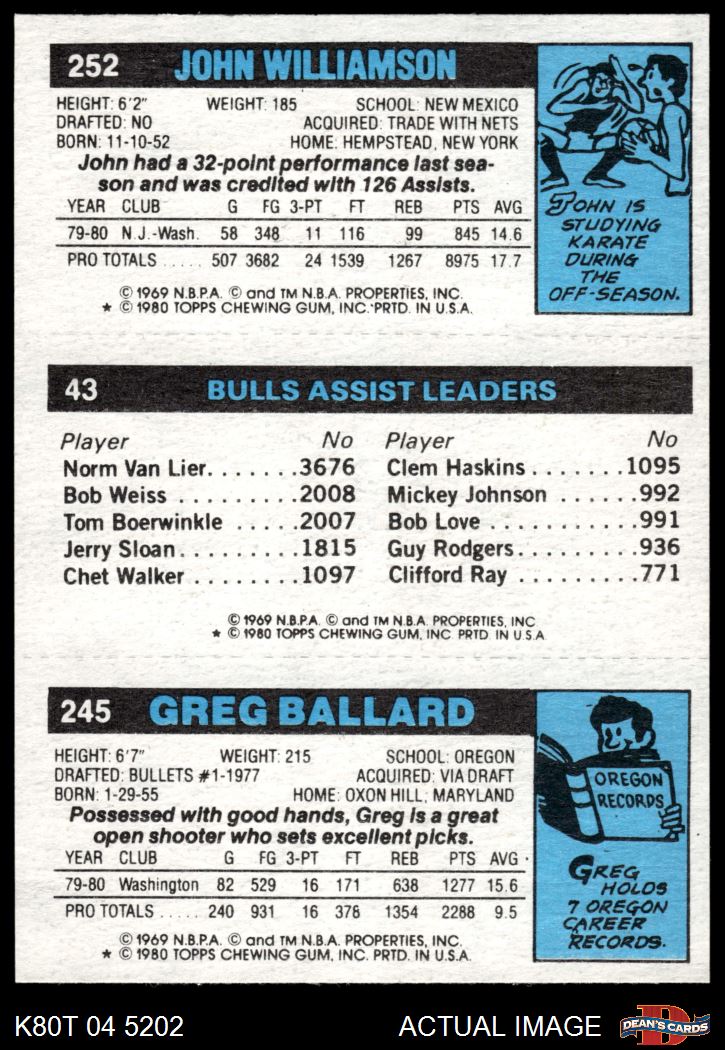 252 JOHN WILLIAMSON
HEIGHT: 6'2" WEIGHT: 185 SCHOOL: NEW MEXICO
DRAFTED: NO ACQUIRED: TRADE WITH NETS
BORN: 11-10-52 HOME: HEMPSTEAD, NEW YORK
John had a 32-point performance last sea-
son and was credited with 126 Assists.
YEAR CLUB G FG 3-PT FT REB PTS AVG
79-80 N.J.-Wash. 58 348 11 116 99 845 14.6
PRO TOTALS ..... 507 3682 24 1539 1267 8975 17.7
© 1969 N.B.P.A. © and TM N.B.A. PROPERTIES, INC.
★ © 1980 TOPPS CHEWING GUM, INC. PRTD. IN U.S.A.
JOHN IS
STUDYING
KARATE
DURING
THE
OFF-SEASON.
43 BULLS ASSIST LEADERS
Player No Player No
Norm Van Lier.......3676 Clem Haskins.......1095
Bob Weiss.........2008 Mickey Johnson......992
Tom Boerwinkle.....2007 Bob Love...........991
Jerry Sloan.........1815 Guy Rodgers.........936
Chet Walker........1097 Clifford Ray.........771
© 1969 N.B.P.A. © and TM N.B.A. PROPERTIES, INC
★ © 1980 TOPPS CHEWING GUM, INC PRTD IN U S A
245 GREG BALLARD
HEIGHT: 6'7" WEIGHT: 215 SCHOOL: OREGON
DRAFTED: BULLETS #1-1977 ACQUIRED: VIA DRAFT
BORN: 1-29-55 HOME: OXON HILL, MARYLAND
Possessed with good hands, Greg is a great
open shooter who sets excellent picks.
YEAR CLUB G FG 3-PT FT REB PTS AVG
79-80 Washington 82 529 16 171 638 1277 15.6
PRO TOTALS ..... 240 931 16 378 1354 2288 9.5
© 1969 N.B.P.A. © and TM N.B.A. PROPERTIES, INC.
★ © 1980 TOPPS CHEWING GUM, INC. PRTD. IN U.S.A.
OREGON
RECORDS
GREG
HOLDS
7 OREGON
CAREER
RECORDS.
K80T 04 5202 ACTUAL IMAGE D DEAN'S CARDS